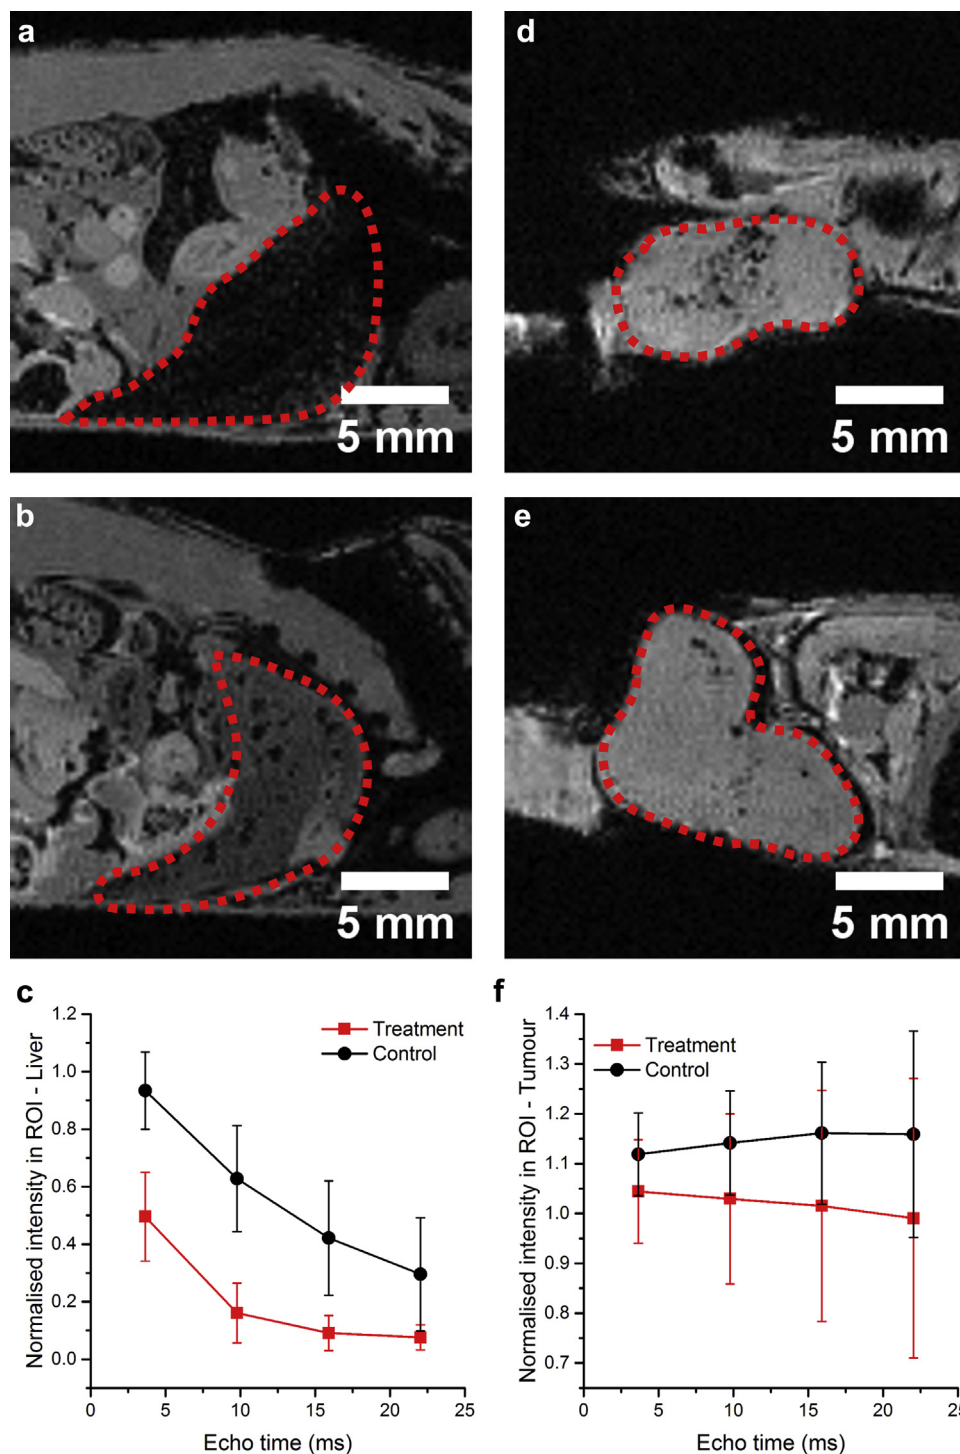 a
5 mm
d
5 mm
b
5 mm
e
5 mm
c
Normalised intensity in ROI - Liver
1.2
1.0
0.8
0.6
0.4
0.2
0.0
Treatment
Control
0 5 10 15 20 25
Echo time (ms)
f
Normalised intensity in ROI - Tumour
1.4
1.3
1.2
1.1
1.0
0.9
0.8
0.7
Treatment
Control
0 5 10 15 20 25
Echo time (ms)